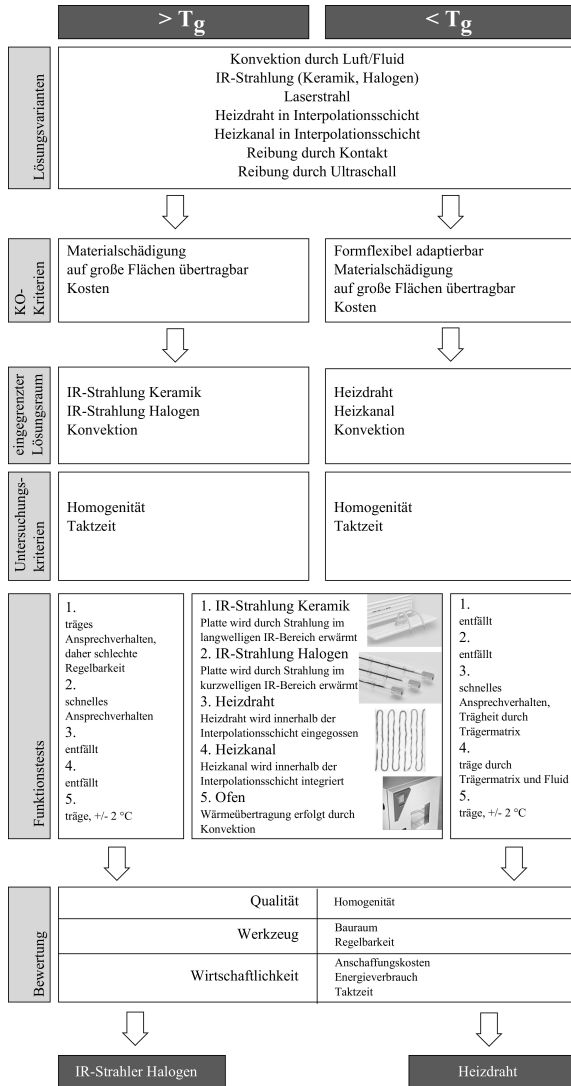 > Tg
< Tg
Lösungsvarianten
Konvektion durch Luft/Fluid
IR-Strahlung (Keramik, Halogen)
Laserstrahl
Heizdraht in Interpolationsschicht
Heizkanal in Interpolationsschicht
Reibung durch Kontakt
Reibung durch Ultraschall
KO-
Kriterien
Materialschädigung
auf große Flächen übertragbar
Kosten
Formflexibel adaptierbar
Materialschädigung
auf große Flächen übertragbar
Kosten
eingegrenzter
Lösungsraum
IR-Strahlung Keramik
IR-Strahlung Halogen
Konvektion
Heizdraht
Heizkanal
Konvektion
Untersuchungs-
kriterien
Homogenität
Taktzeit
Homogenität
Taktzeit
Funktionstests
1.
träges
Ansprechverhalten,
daher schlechte
Regelbarkeit
2.
schnelles
Ansprechverhalten
3.
entfällt
4.
entfällt
5.
träge, +/- 2 °C
1. IR-Strahlung Keramik
Platte wird durch Strahlung im
langwelligen IR-Bereich erwärmt
2. IR-Strahlung Halogen
Platte wird durch Strahlung im
kurzwelligen IR-Bereich erwärmt
3. Heizdraht
Heizdraht wird innerhalb der
Interpolationsschicht eingegossen
4. Heizkanal
Heizkanal wird innerhalb der
Interpolationsschicht integriert
5. Ofen
Wärmeübertragung erfolgt durch
Konvektion
1.
entfällt
2.
entfällt
3.
schnelles
Ansprechverhalten,
Trägheit durch
Trägermatrix
4.
träge durch
Trägermatrix und Fluid
5.
träge, +/- 2 °C
Bewertung
Qualität
Homogenität
Werkzeug
Bauraum
Regelbarkeit
Wirtschaftlichkeit
Anschaffungskosten
Energieverbrauch
Taktzeit
IR-Strahler Halogen
Heizdraht